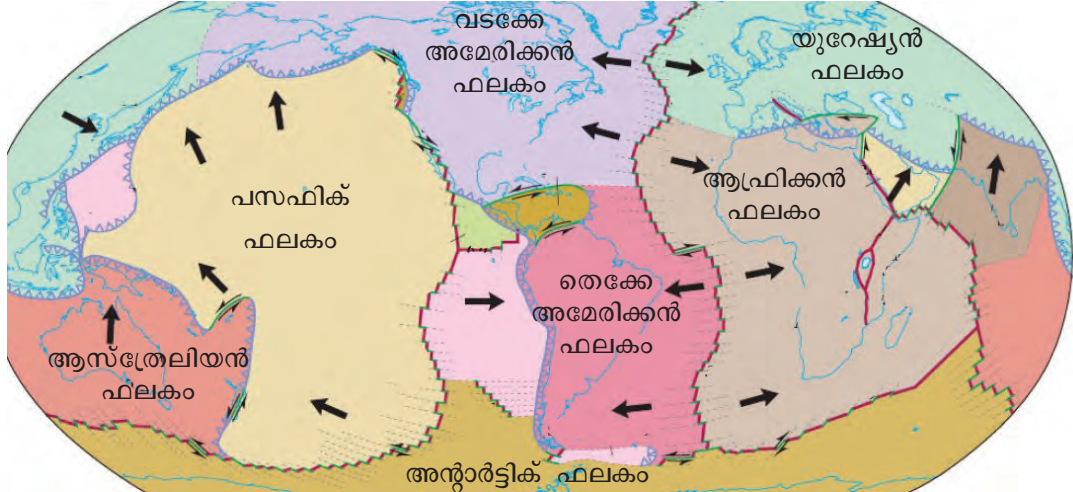 വടക്കേ
അമേരിക്കൻ
ഫലകം
യുറേഷ്യൻ
ഫലകം
പസഫിക്
ഫലകം
ആഫ്രിക്കൻ
ഫലകം
തെക്കേ
അമേരിക്കൻ
ഫലകം
ആസ്ത്രേലിയൻ
ഫലകം
അന്റാർട്ടിക് ഫലകം